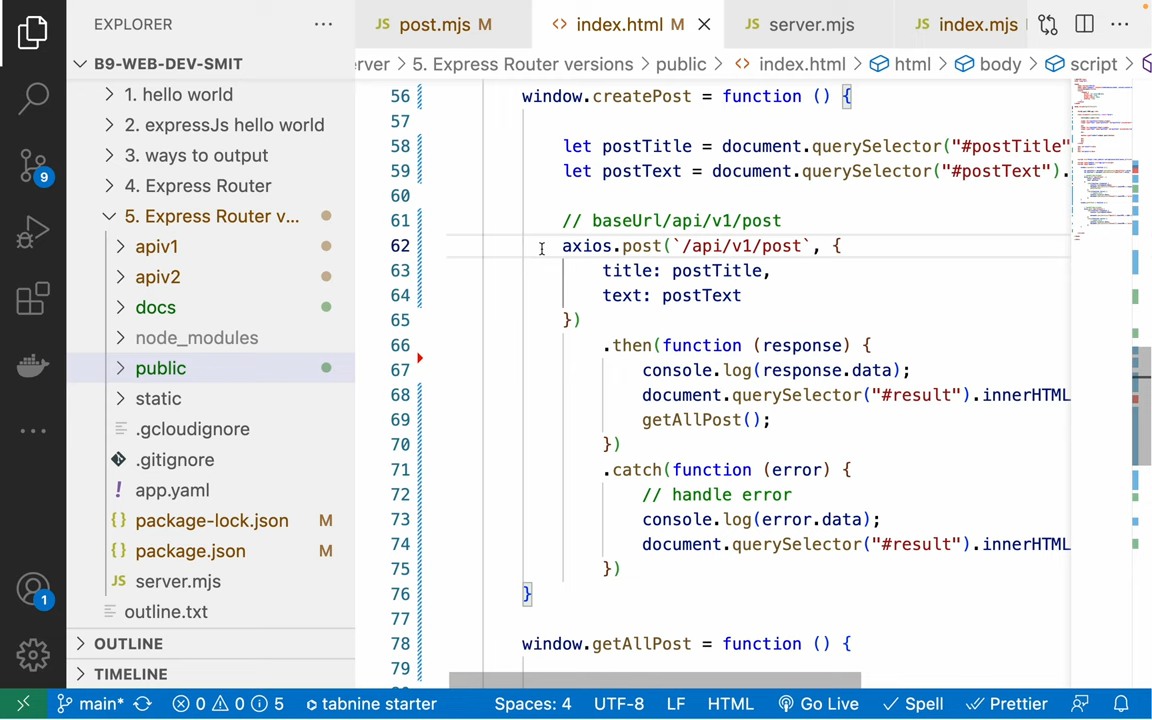 EXPLORER
B9-WEB-DEV-SMIT
1. hello world
2. expressJs hello world
3. ways to output
4. Express Router
5. Express Router v...
apiv1
apiv2
docs
node_modules
public
static
.gcloudignore
.gitignore
! app.yaml
{} package-lock.json M
{} package.json M
JS server.mjs
outline.txt
OUTLINE
TIMELINE
9
1
JS post.mjs M
<> index.html M
JS server.mjs
JS index.mjs
erver > 5. Express Router versions > public > <> index.html > html > body > script >
56 window.createPost = function () {
57
58 let postTitle = document.querySelector("#postTitle"
59 let postText = document.querySelector("#postText").
60
61 // baseUrl/api/v1/post
62 axios.post(`/api/v1/post`, {
63 title: postTitle,
64 text: postText
65 })
66 .then(function (response) {
67 console.log(response.data);
68 document.querySelector("#result").innerHTML
69 getAllPost();
70 })
71 .catch(function (error) {
72 // handle error
73 console.log(error.data);
74 document.querySelector("#result").innerHTML
75 })
76 }
77
78 window.getAllPost = function () {
79
main* 0 0 5 tabnine starter Spaces: 4 UTF-8 LF HTML Go Live Spell Prettier